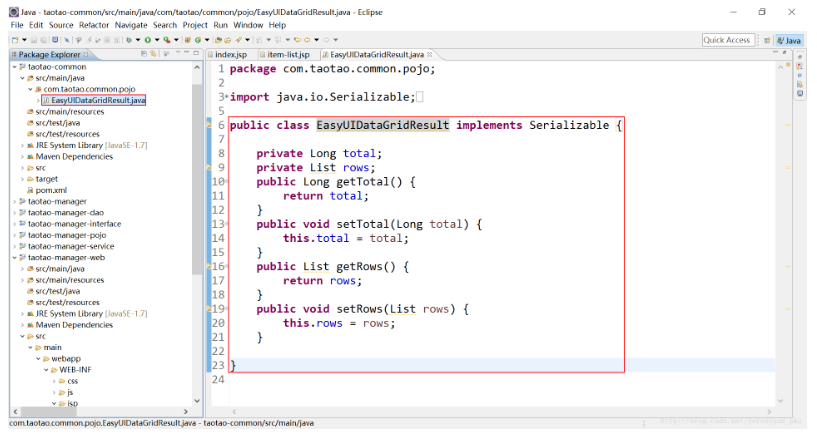 Java - taotao-common/src/main/java/com/taotao/common/pojo/EasyUIDataGridResult.java - Eclipse
File Edit Source Refactor Navigate Search Project Run Window Help
Quick Access
Java
Package Explorer
index.jsp
item-list.jsp
EasyUIDataGridResult.java
taotao-common
src/main/java
com.taotao.common.pojo
EasyUIDataGridResult.java
src/main/resources
src/test/java
src/test/resources
JRE System Library [JavaSE-1.7]
Maven Dependencies
src
target
pom.xml
taotao-manager
taotao-manager-dao
taotao-manager-interface
taotao-manager-pojo
taotao-manager-service
taotao-manager-web
src/main/java
src/main/resources
src/test/java
src/test/resources
JRE System Library [JavaSE-1.7]
Maven Dependencies
src
main
webapp
WEB-INF
css
js
jsp
1 package com.taotao.common.pojo;
2
3 import java.io.Serializable;
5
6 public class EasyUIDataGridResult implements Serializable {
7
8 private Long total;
9 private List rows;
10 public Long getTotal() {
11 return total;
12 }
13 public void setTotal(Long total) {
14 this.total = total;
15 }
16 public List getRows() {
17 return rows;
18 }
19 public void setRows(List rows) {
20 this.rows = rows;
21 }
22
23 }
24
com.taotao.common.pojo.EasyUIDataGridResult.java - taotao-common/src/main/java